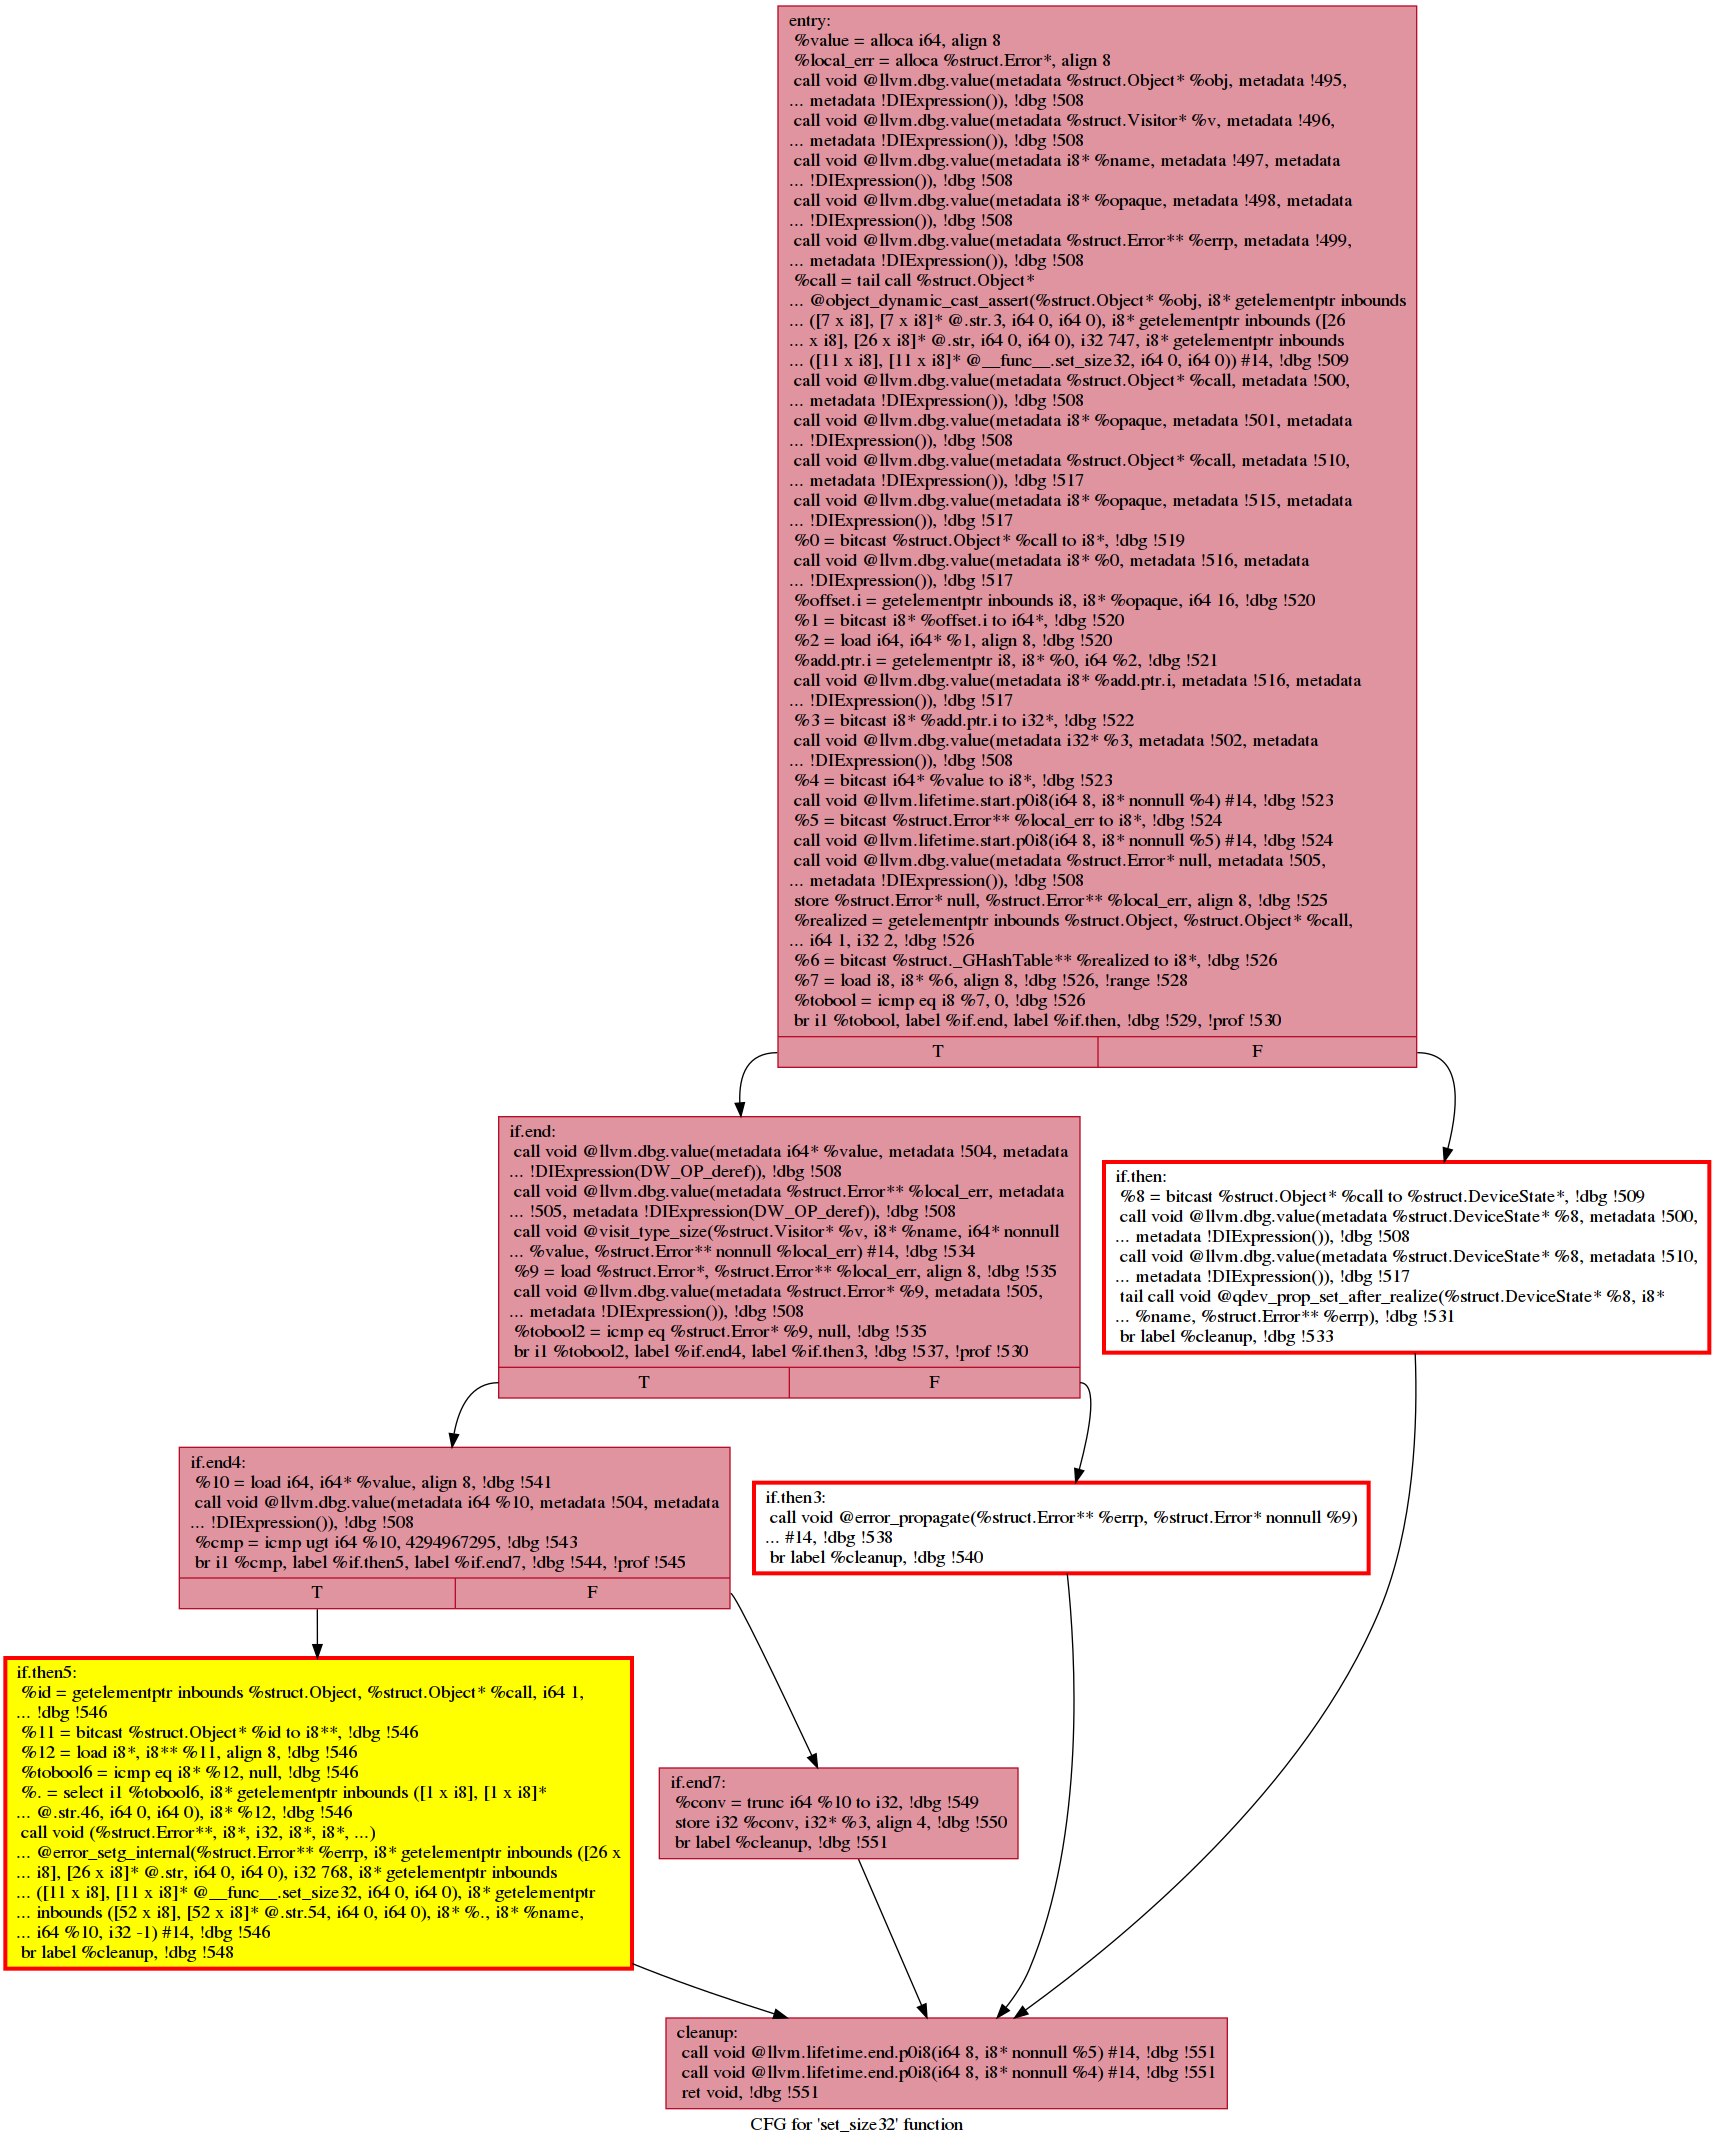 entry:
%value = alloca i64, align 8
%local_err = alloca %struct.Error*, align 8
call void @llvm.dbg.value(metadata %struct.Object* %obj, metadata !495,
... metadata !DIExpression()), !dbg !508
call void @llvm.dbg.value(metadata %struct.Visitor* %v, metadata !496,
... metadata !DIExpression()), !dbg !508
call void @llvm.dbg.value(metadata i8* %name, metadata !497, metadata
... !DIExpression()), !dbg !508
call void @llvm.dbg.value(metadata i8* %opaque, metadata !498, metadata
... !DIExpression()), !dbg !508
call void @llvm.dbg.value(metadata %struct.Error** %errp, metadata !499,
... metadata !DIExpression()), !dbg !508
%call = tail call %struct.Object*
... @object_dynamic_cast_assert(%struct.Object* %obj, i8* getelementptr inbounds
... ([7 x i8], [7 x i8]* @.str.3, i64 0, i64 0), i8* getelementptr inbounds ([26
... x i8], [26 x i8]* @.str, i64 0, i64 0), i32 747, i8* getelementptr inbounds
... ([11 x i8], [11 x i8]* @__func__.set_size32, i64 0, i64 0)) #14, !dbg !509
call void @llvm.dbg.value(metadata %struct.Object* %call, metadata !500,
... metadata !DIExpression()), !dbg !508
call void @llvm.dbg.value(metadata i8* %opaque, metadata !501, metadata
... !DIExpression()), !dbg !508
call void @llvm.dbg.value(metadata %struct.Object* %call, metadata !510,
... metadata !DIExpression()), !dbg !517
call void @llvm.dbg.value(metadata i8* %opaque, metadata !515, metadata
... !DIExpression()), !dbg !517
%0 = bitcast %struct.Object* %call to i8*, !dbg !519
call void @llvm.dbg.value(metadata i8* %0, metadata !516, metadata
... !DIExpression()), !dbg !517
%offset.i = getelementptr inbounds i8, i8* %opaque, i64 16, !dbg !520
%1 = bitcast i8* %offset.i to i64*, !dbg !520
%2 = load i64, i64* %1, align 8, !dbg !520
%add.ptr.i = getelementptr i8, i8* %0, i64 %2, !dbg !521
call void @llvm.dbg.value(metadata i8* %add.ptr.i, metadata !516, metadata
... !DIExpression()), !dbg !517
%3 = bitcast i8* %add.ptr.i to i32*, !dbg !522
call void @llvm.dbg.value(metadata i32* %3, metadata !502, metadata
... !DIExpression()), !dbg !508
%4 = bitcast i64* %value to i8*, !dbg !523
call void @llvm.lifetime.start.p0i8(i64 8, i8* nonnull %4) #14, !dbg !523
%5 = bitcast %struct.Error** %local_err to i8*, !dbg !524
call void @llvm.lifetime.start.p0i8(i64 8, i8* nonnull %5) #14, !dbg !524
call void @llvm.dbg.value(metadata %struct.Error* null, metadata !505,
... metadata !DIExpression()), !dbg !508
store %struct.Error* null, %struct.Error** %local_err, align 8, !dbg !525
%realized = getelementptr inbounds %struct.Object, %struct.Object* %call,
... i64 1, i32 2, !dbg !526
%6 = bitcast %struct._GHashTable** %realized to i8*, !dbg !526
%7 = load i8, i8* %6, align 8, !dbg !526, !range !528
%tobool = icmp eq i8 %7, 0, !dbg !526
br i1 %tobool, label %if.end, label %if.then, !dbg !529, !prof !530
T F
if.end:
call void @llvm.dbg.value(metadata i64* %value, metadata !504, metadata
... !DIExpression(DW_OP_deref)), !dbg !508
call void @llvm.dbg.value(metadata %struct.Error** %local_err, metadata
... !505, metadata !DIExpression(DW_OP_deref)), !dbg !508
call void @visit_type_size(%struct.Visitor* %v, i8* %name, i64* nonnull
... %value, %struct.Error** nonnull %local_err) #14, !dbg !534
%9 = load %struct.Error*, %struct.Error** %local_err, align 8, !dbg !535
call void @llvm.dbg.value(metadata %struct.Error* %9, metadata !505,
... metadata !DIExpression()), !dbg !508
%tobool2 = icmp eq %struct.Error* %9, null, !dbg !535
br i1 %tobool2, label %if.end4, label %if.then3, !dbg !537, !prof !530
T F
if.then:
%8 = bitcast %struct.Object* %call to %struct.DeviceState*, !dbg !509
call void @llvm.dbg.value(metadata %struct.DeviceState* %8, metadata !500,
... metadata !DIExpression()), !dbg !508
call void @llvm.dbg.value(metadata %struct.DeviceState* %8, metadata !510,
... metadata !DIExpression()), !dbg !517
tail call void @qdev_prop_set_after_realize(%struct.DeviceState* %8, i8*
... %name, %struct.Error** %errp), !dbg !531
br label %cleanup, !dbg !533
if.end4:
%10 = load i64, i64* %value, align 8, !dbg !541
call void @llvm.dbg.value(metadata i64 %10, metadata !504, metadata
... !DIExpression()), !dbg !508
%cmp = icmp ugt i64 %10, 4294967295, !dbg !543
br i1 %cmp, label %if.then5, label %if.end7, !dbg !544, !prof !545
T F
if.then3:
call void @error_propagate(%struct.Error** %errp, %struct.Error* nonnull %9)
... #14, !dbg !538
br label %cleanup, !dbg !540
if.then5:
%id = getelementptr inbounds %struct.Object, %struct.Object* %call, i64 1,
... !dbg !546
%11 = bitcast %struct.Object* %id to i8**, !dbg !546
%12 = load i8*, i8** %11, align 8, !dbg !546
%tobool6 = icmp eq i8* %12, null, !dbg !546
%. = select i1 %tobool6, i8* getelementptr inbounds ([1 x i8], [1 x i8]*
... @.str.46, i64 0, i64 0), i8* %12, !dbg !546
call void (%struct.Error**, i8*, i32, i8*, i8*, ...)
... @error_setg_internal(%struct.Error** %errp, i8* getelementptr inbounds ([26 x
... i8], [26 x i8]* @.str, i64 0, i64 0), i32 768, i8* getelementptr inbounds
... ([11 x i8], [11 x i8]* @__func__.set_size32, i64 0, i64 0), i8* getelementptr
... inbounds ([52 x i8], [52 x i8]* @.str.54, i64 0, i64 0), i8* %., i8* %name,
... i64 %10, i32 -1) #14, !dbg !546
br label %cleanup, !dbg !548
if.end7:
%conv = trunc i64 %10 to i32, !dbg !549
store i32 %conv, i32* %3, align 4, !dbg !550
br label %cleanup, !dbg !551
cleanup:
call void @llvm.lifetime.end.p0i8(i64 8, i8* nonnull %5) #14, !dbg !551
call void @llvm.lifetime.end.p0i8(i64 8, i8* nonnull %4) #14, !dbg !551
ret void, !dbg !551
CFG for 'set_size32' function